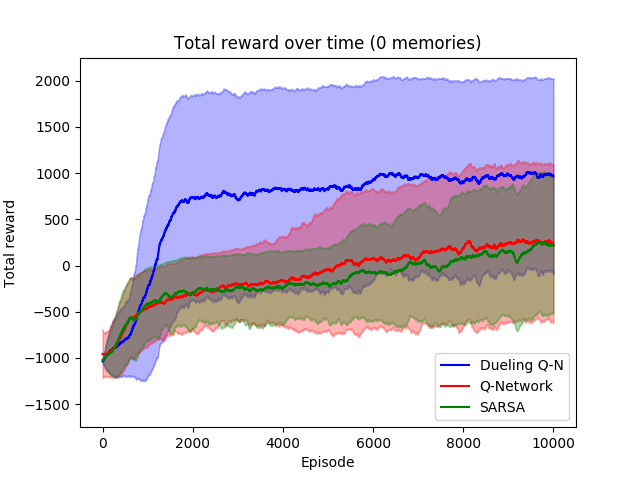 Total reward over time (0 memories)
Total reward
2000
1500
1000
500
0
−500
−1000
−1500
Dueling Q-N
Q-Network
SARSA
0 2000 4000 6000 8000 10000
Episode